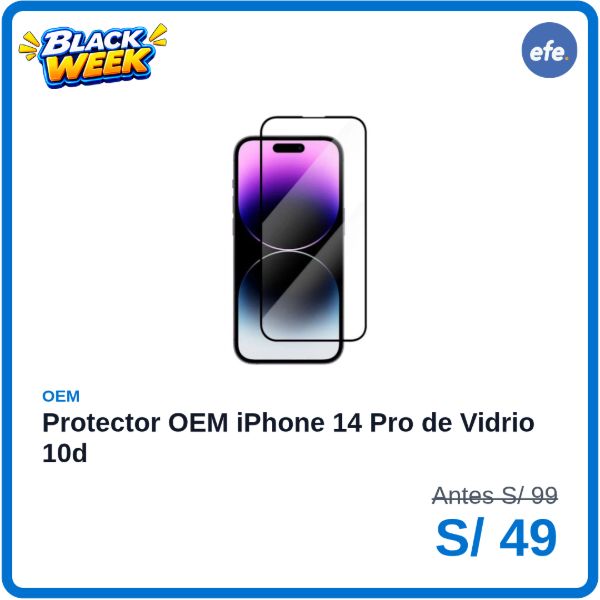 BLACK
WEEK
efe.
OEM
Protector OEM iPhone 14 Pro de Vidrio
10d
Antes S/ 99
S/ 49